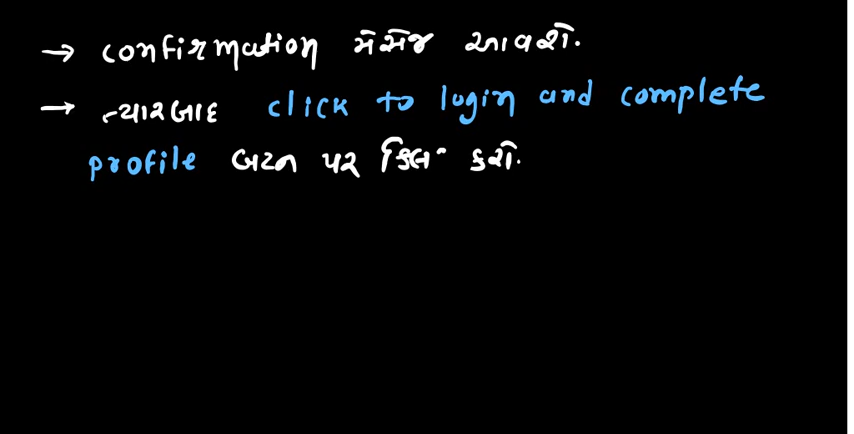 → confirmation મેસેજ આવશે.
→ ત્યારબાદ click to login and complete
profile બટન પર ક્લિક કરો.